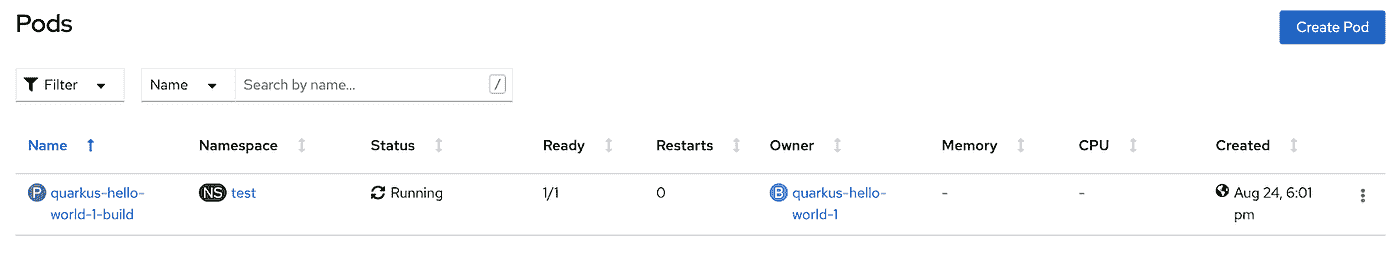 Pods
Create Pod
Filter Name Search by name... /
Name Namespace Status Ready Restarts Owner Memory CPU Created
P quarkus-hello- NS test Running 1/1 0 B quarkus-hello- - - Aug 24, 6:01
world-1-build world-1 pm